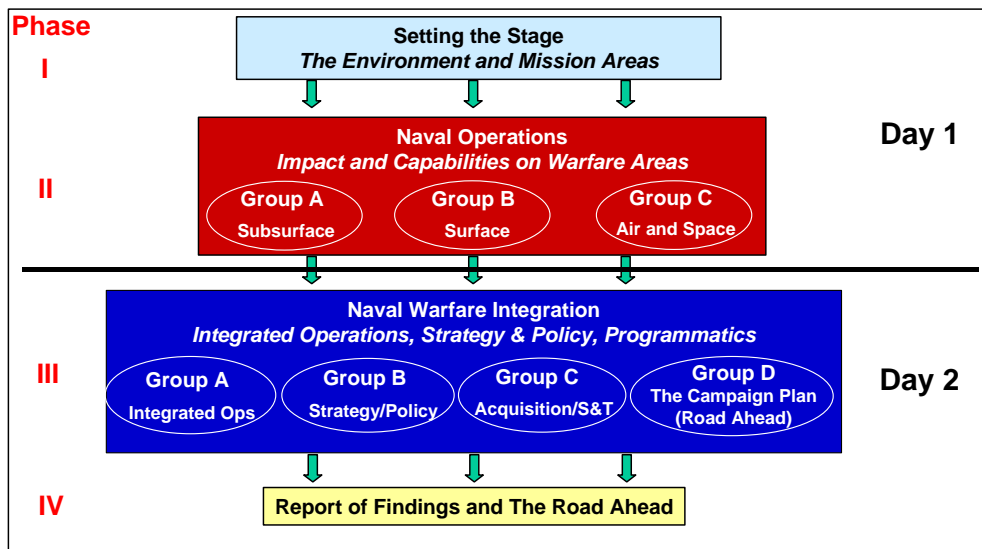 Phase
I
Setting the Stage
The Environment and Mission Areas
Day 1
II
Naval Operations
Impact and Capabilities on Warfare Areas
Group A
Subsurface
Group B
Surface
Group C
Air and Space
III
Naval Warfare Integration
Integrated Operations, Strategy & Policy, Programmatics
Group A
Integrated Ops
Group B
Strategy/Policy
Group C
Acquisition/S&T
Group D
The Campaign Plan
(Road Ahead)
Day 2
IV
Report of Findings and The Road Ahead